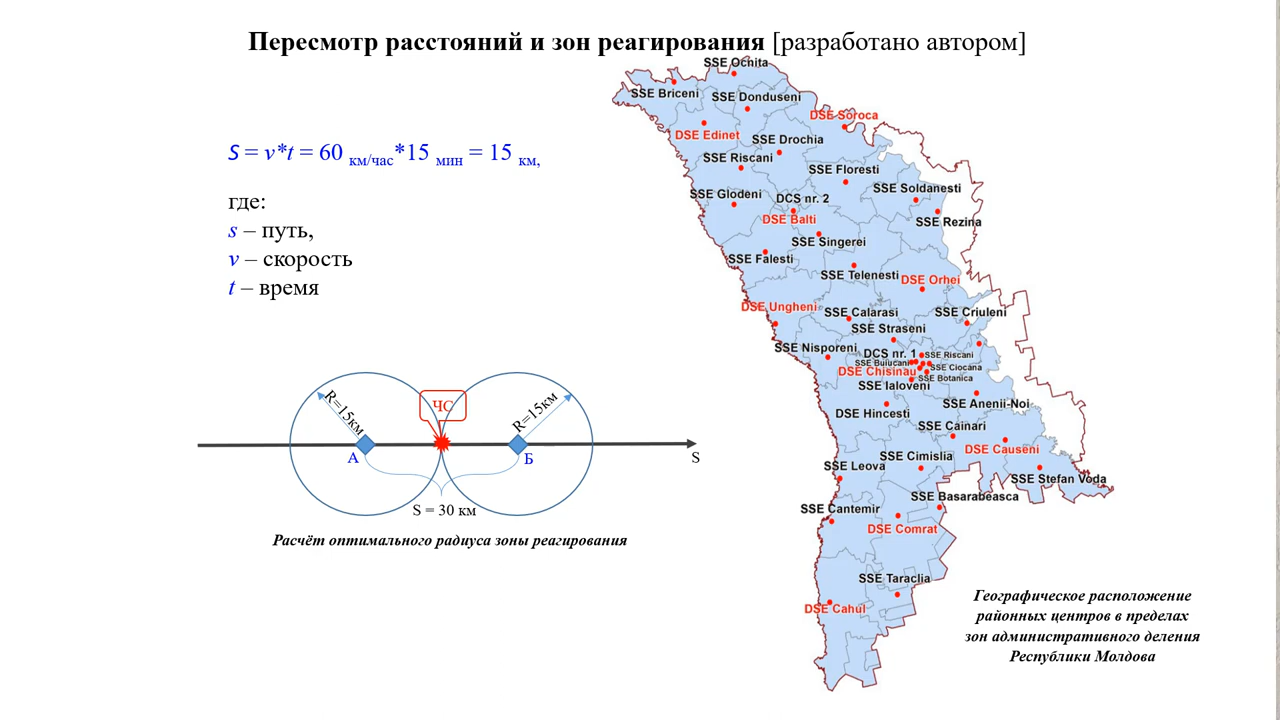 Пересмотр расстояний и зон реагирования [разработано автором]
S = v*t = 60 км/час*15 мин = 15 км,
где:
s – путь,
v – скорость
t – время
R=15км
ЧС
R=15км
А
Б
S
S = 30 км
Расчёт оптимального радиуса зоны реагирования
SSE Ocnita
SSE Briceni
SSE Donduseni
DSE Soroca
DSE Edinet
SSE Drochia
SSE Riscani
SSE Floresti
SSE Glodeni
DCS nr. 2
SSE Soldanesti
DSE Balti
SSE Rezina
SSE Singerei
SSE Falesti
SSE Telenesti
DSE Orhei
DSE Ungheni
SSE Calarasi
SSE Criuleni
SSE Straseni
SSE Nisporeni
DCS nr. 1
SSE Riscani
SSE Buiucani
SSE Ciocana
DSE Chisinau
SSE Botanica
SSE Ialoveni
SSE Anenii-Noi
DSE Hincesti
SSE Cainari
DSE Causeni
SSE Cimislia
SSE Leova
SSE Stefan Voda
SSE Basarabeasca
SSE Cantemir
DSE Comrat
SSE Taraclia
DSE Cahul
Географическое расположение
районных центров в пределах
зон административного деления
Республики Молдова